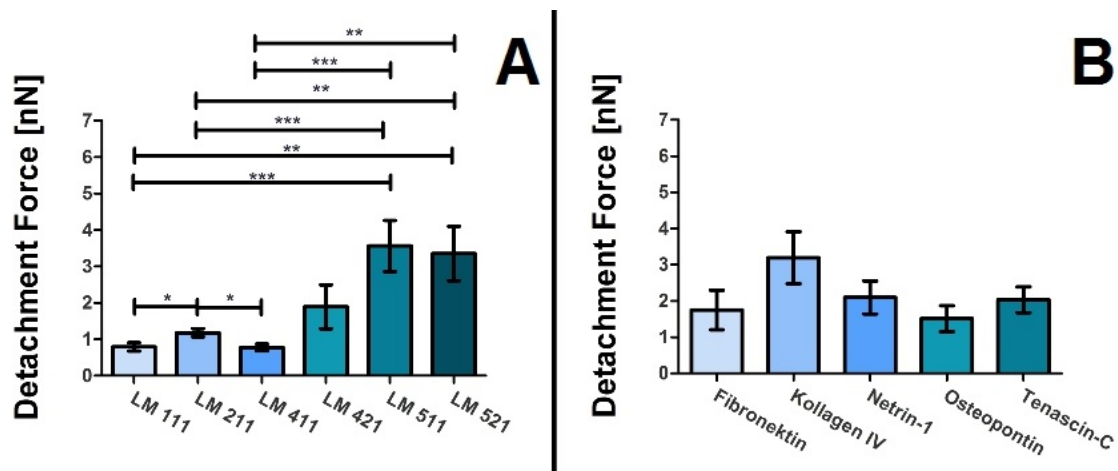 A
**
***
**
***
**
***
*
*
Detachment Force [nN]
7
6
5
4
3
2
1
0
LM 111
LM 211
LM 411
LM 421
LM 511
LM 521
B
Detachment Force [nN]
7
6
5
4
3
2
1
0
Fibronektin
Kollagen IV
Netrin-1
Osteopontin
Tenascin-C